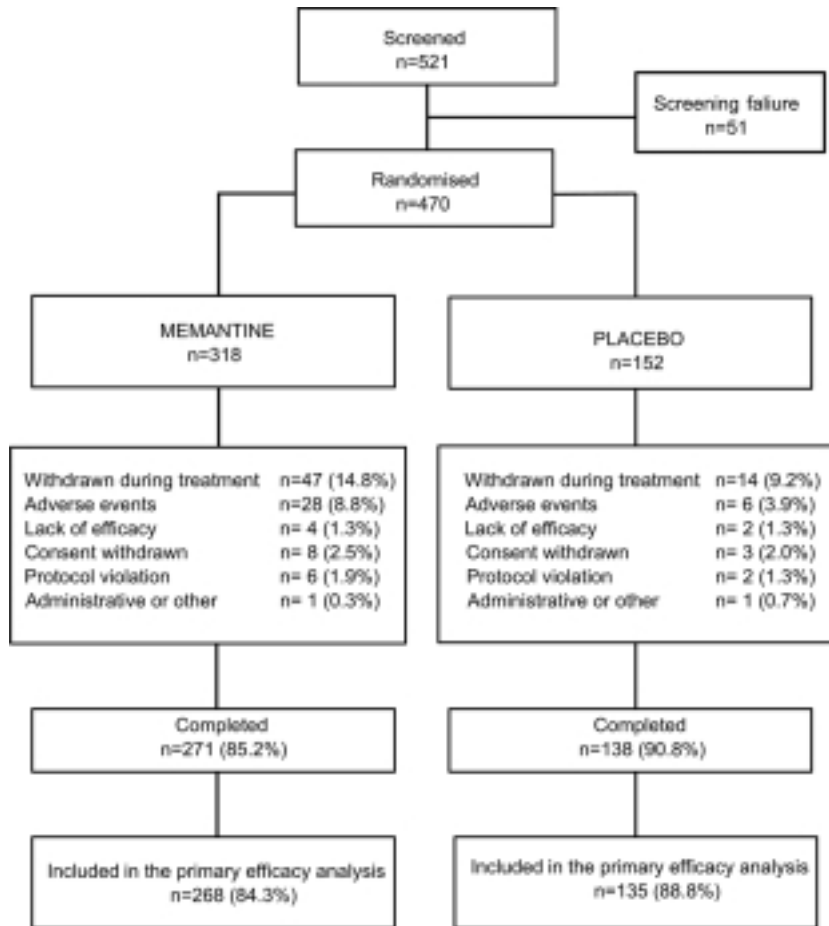 Screened
n=521
Screening faliure
n=51
Randomised
n=470
MEMANTINE
n=318
PLACEBO
n=152
Withdrawn during treatment n=47 (14.8%)
Adverse events n=28 (8.8%)
Lack of efficacy n= 4 (1.3%)
Consent withdrawn n= 8 (2.5%)
Protocol violation n= 6 (1.9%)
Administrative or other n= 1 (0.3%)
Withdrawn during treatment n=14 (9.2%)
Adverse events n= 6 (3.9%)
Lack of efficacy n= 2 (1.3%)
Consent withdrawn n= 3 (2.0%)
Protocol violation n= 2 (1.3%)
Administrative or other n= 1 (0.7%)
Completed
n=271 (85.2%)
Completed
n=138 (90.8%)
Included in the primary efficacy analysis
n=268 (84.3%)
Included in the primary efficacy analysis
n=135 (88.8%)